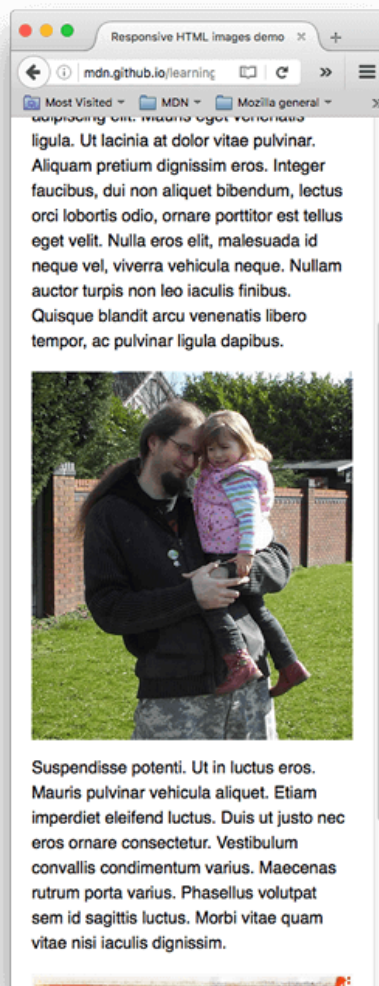 Responsive HTML images demo
mdn.github.io/learning
Most Visited MDN Mozilla general
adipiscing elit. Mauris eget venenatis
ligula. Ut lacinia at dolor vitae pulvinar.
Aliquam pretium dignissim eros. Integer
faucibus, dui non aliquet bibendum, lectus
orci lobortis odio, ornare porttitor est tellus
eget velit. Nulla eros elit, malesuada id
neque vel, viverra vehicula neque. Nullam
auctor turpis non leo iaculis finibus.
Quisque blandit arcu venenatis libero
tempor, ac pulvinar ligula dapibus.
Suspendisse potenti. Ut in luctus eros.
Mauris pulvinar vehicula aliquet. Etiam
imperdiet eleifend luctus. Duis ut justo nec
eros ornare consectetur. Vestibulum
convallis condimentum varius. Maecenas
rutrum porta varius. Phasellus volutpat
sem id sagittis luctus. Morbi vitae quam
vitae nisi iaculis dignissim.